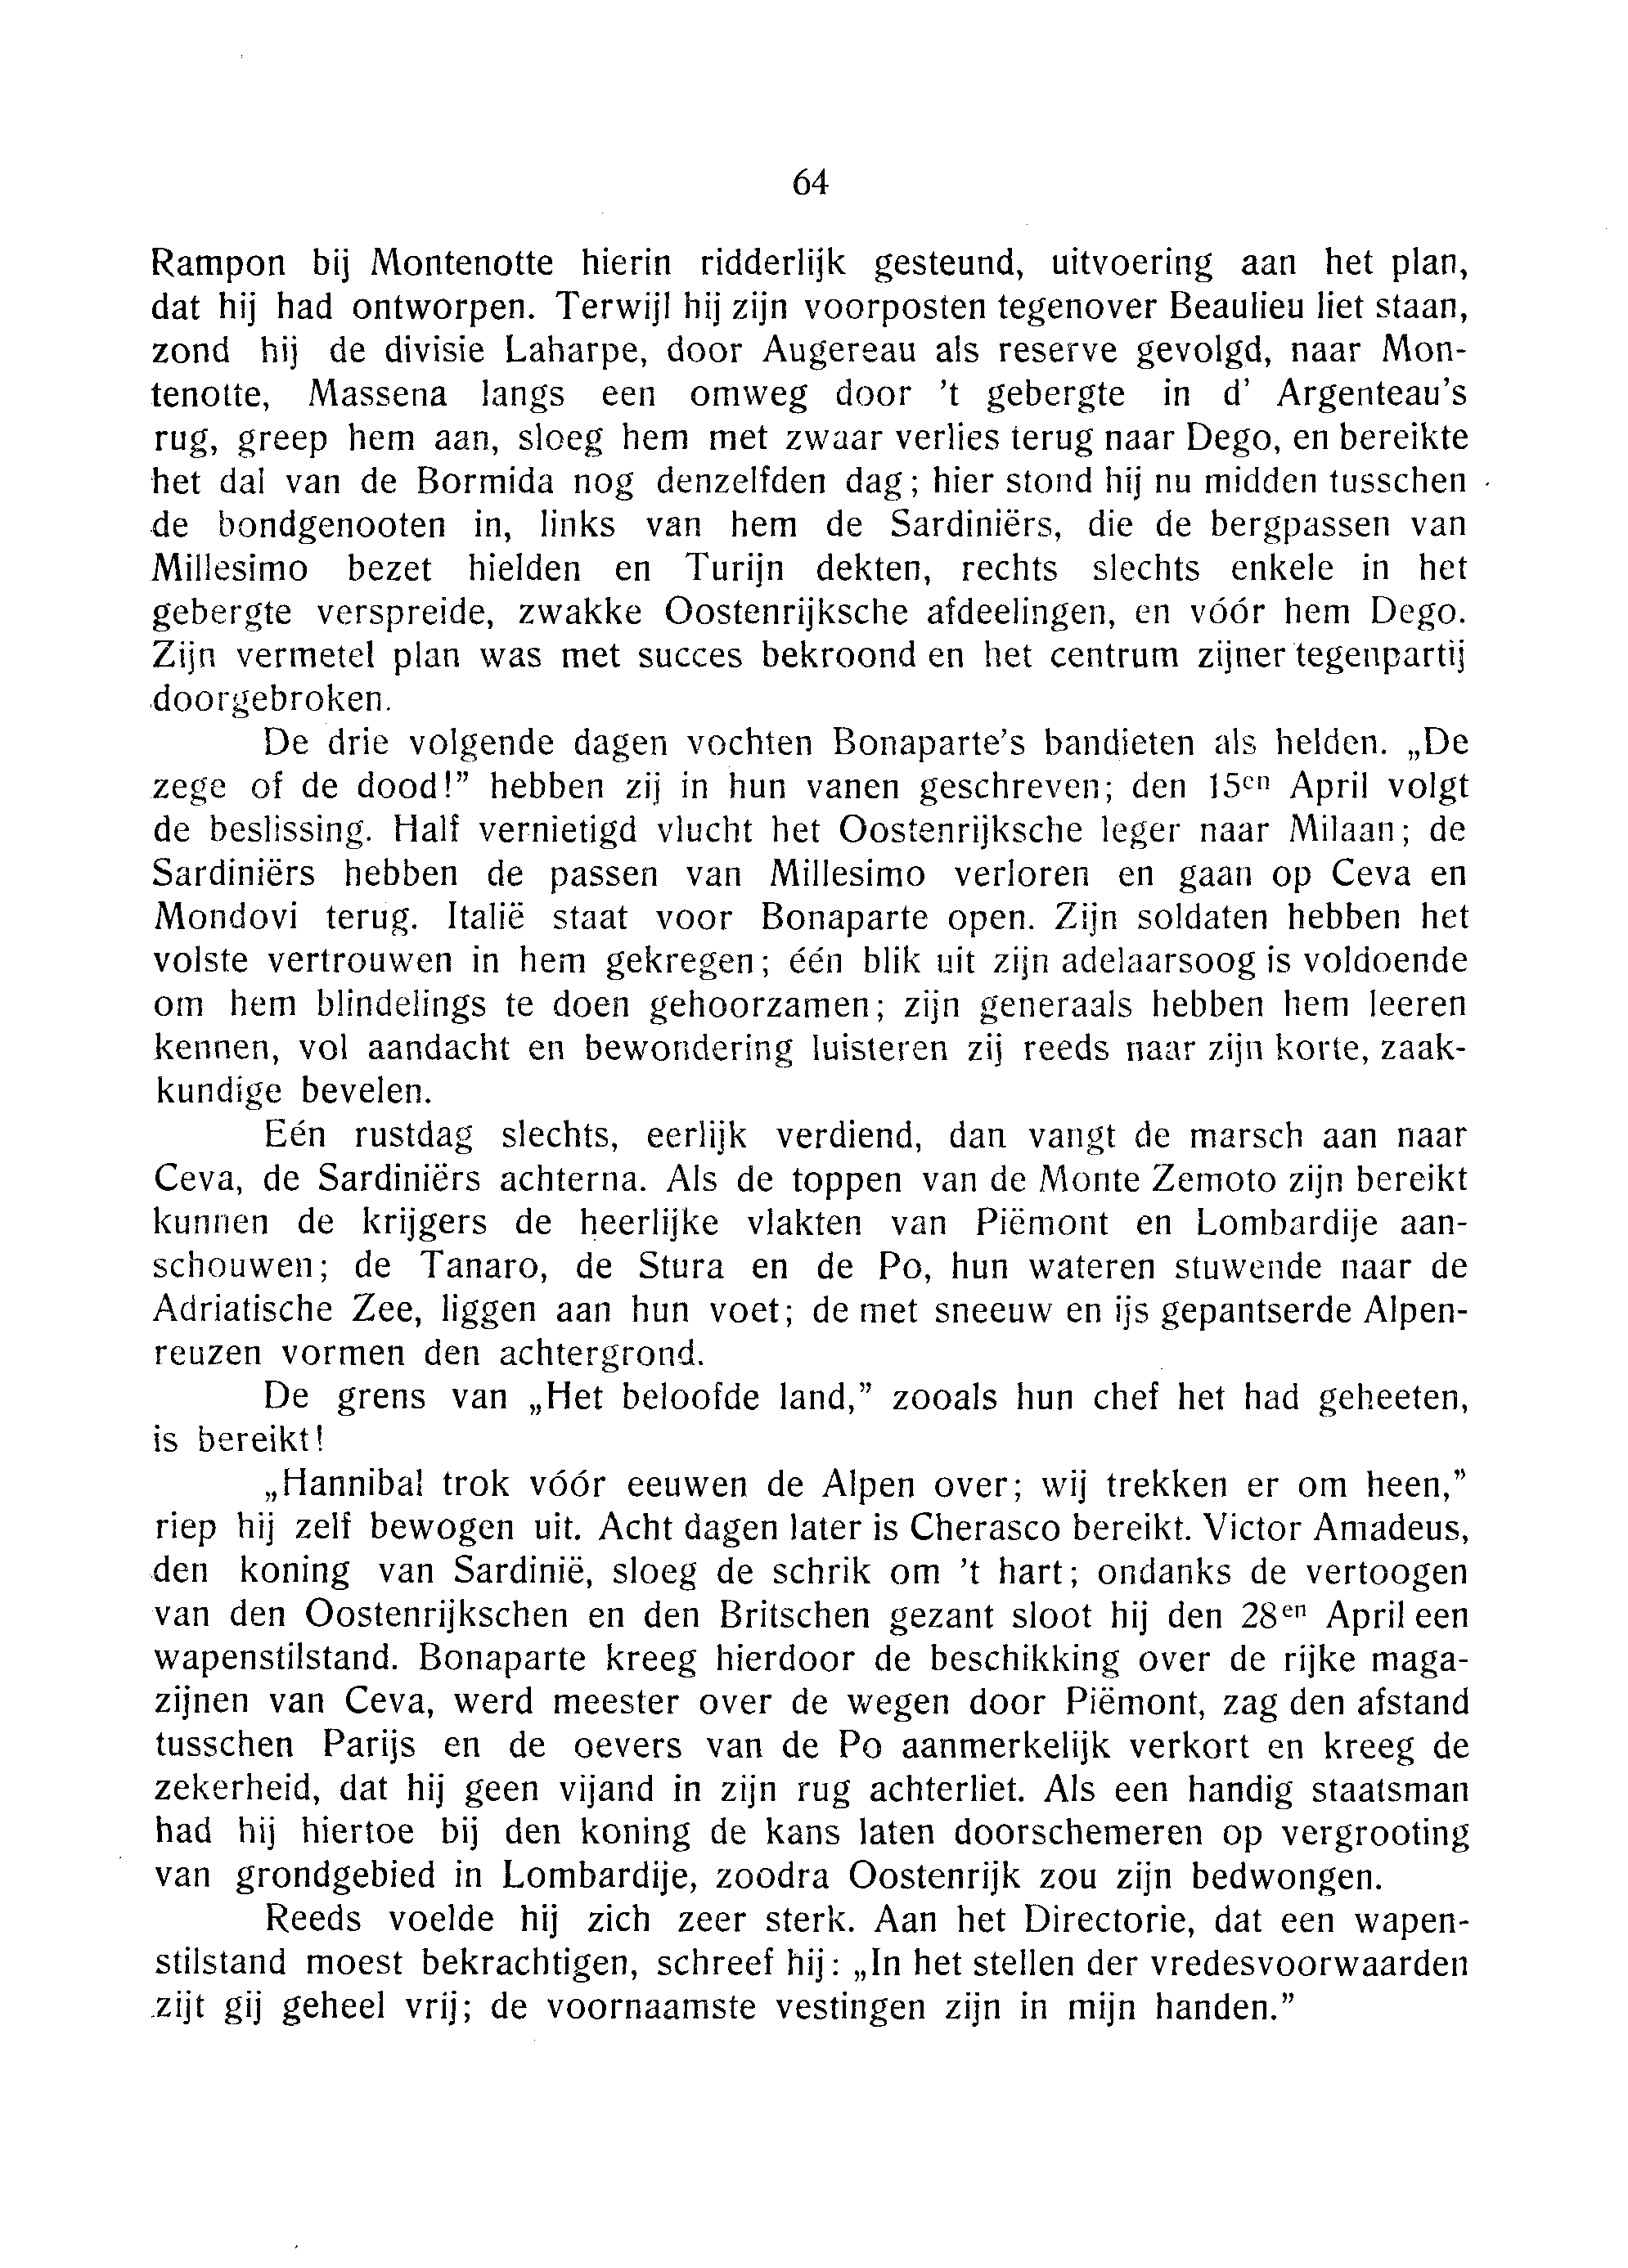 64
Rampon bij Montenotte hierin ridderlijk gesteund, uitvoering aan het plan,
dat hij had ontworpen. Terwijl hij zijn voorposten tegenover Beaulieu liet staan,
zond hij de divisie Laharpe, door Augereau als reserve gevolgd, naar Mon-
tenotte, Massena langs een omweg door 't gebergte in d' Argenteau's
rug, greep hem aan, sloeg hem met zwaar verlies terug naar Dego, en bereikte
het dal van de Bormida nog denzelfden dag; hier stond hij nu midden tusschen
de bondgenooten in, links van hem de Sardiniërs, die de bergpassen van
Millesimo bezet hielden en Turijn dekten, rechts slechts enkele in het
gebergte verspreide, zwakke Oostenrijksche afdeelingen, en vóór hem Dego.
Zijn vermetel plan was met succes bekroond en het centrum zijner tegenpartij
doorgebroken.
De drie volgende dagen vochten Bonaparte's bandieten als helden. „De
zege of de dood!” hebben zij in hun vanen geschreven; den 15en April volgt
de beslissing. Half vernietigd vlucht het Oostenrijksche leger naar Milaan; de
Sardiniërs hebben de passen van Millesimo verloren en gaan op Ceva en
Mondovi terug. Italië staat voor Bonaparte open. Zijn soldaten hebben het
volste vertrouwen in hem gekregen; één blik uit zijn adelaarsoog is voldoende
om hem blindelings te doen gehoorzamen; zijn generaals hebben hem leeren
kennen, vol aandacht en bewondering luisteren zij reeds naar zijn korte, zaak-
kundige bevelen.
Eén rustdag slechts, eerlijk verdiend, dan vangt de marsch aan naar
Ceva, de Sardiniërs achterna. Als de toppen van de Monte Zemoto zijn bereikt
kunnen de krijgers de heerlijke vlakten van Piëmont en Lombardije aan-
schouwen; de Tanaro, de Stura en de Po, hun wateren stuwende naar de
Adriatische Zee, liggen aan hun voet; de met sneeuw en ijs gepantserde Alpen-
reuzen vormen den achtergrond.
De grens van „Het beloofde land,” zooals hun chef het had geheeten,
is bereikt!
„Hannibal trok vóór eeuwen de Alpen over; wij trekken er om heen,”
riep hij zelf bewogen uit. Acht dagen later is Cherasco bereikt. Victor Amadeus,
den koning van Sardinië, sloeg de schrik om 't hart; ondanks de vertoogen
van den Oostenrijkschen en den Britschen gezant sloot hij den 28en April een
wapenstilstand. Bonaparte kreeg hierdoor de beschikking over de rijke maga-
zijnen van Ceva, werd meester over de wegen door Piëmont, zag den afstand
tusschen Parijs en de oevers van de Po aanmerkelijk verkort en kreeg de
zekerheid, dat hij geen vijand in zijn rug achterliet. Als een handig staatsman
had hij hiertoe bij den koning de kans laten doorschemeren op vergrooting
van grondgebied in Lombardije, zoodra Oostenrijk zou zijn bedwongen.
Reeds voelde hij zich zeer sterk. Aan het Directorie, dat een wapen-
stilstand moest bekrachtigen, schreef hij: „In het stellen der vredesvoorwaarden
zijt gij geheel vrij; de voornaamste vestingen zijn in mijn handen.”